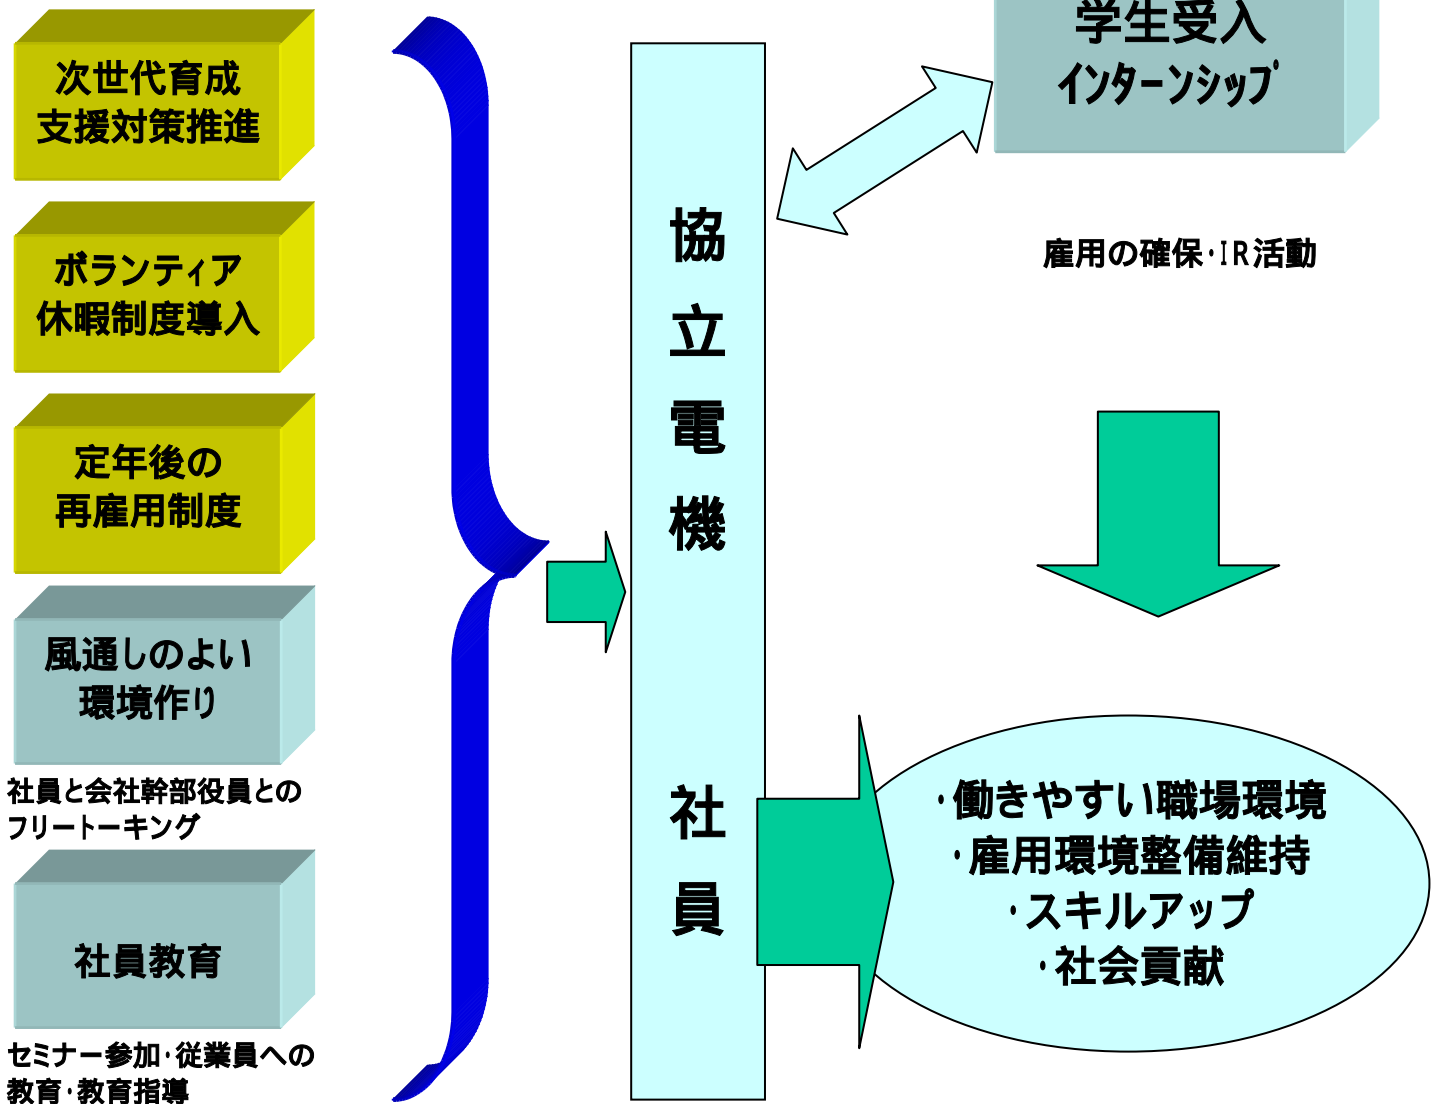 次世代育成
支援対策推進
ボランティア
休暇制度導入
定年後の
再雇用制度
風通しのよい
環境作り
社員と会社幹部役員との
フリートーキング
社員教育
セミナー参加・従業員への
教育・教育指導
協立電機
社員
学生受入
インターンシップ
雇用の確保・IR活動
・働きやすい職場環境
・雇用環境整備維持
・スキルアップ
・社会貢献